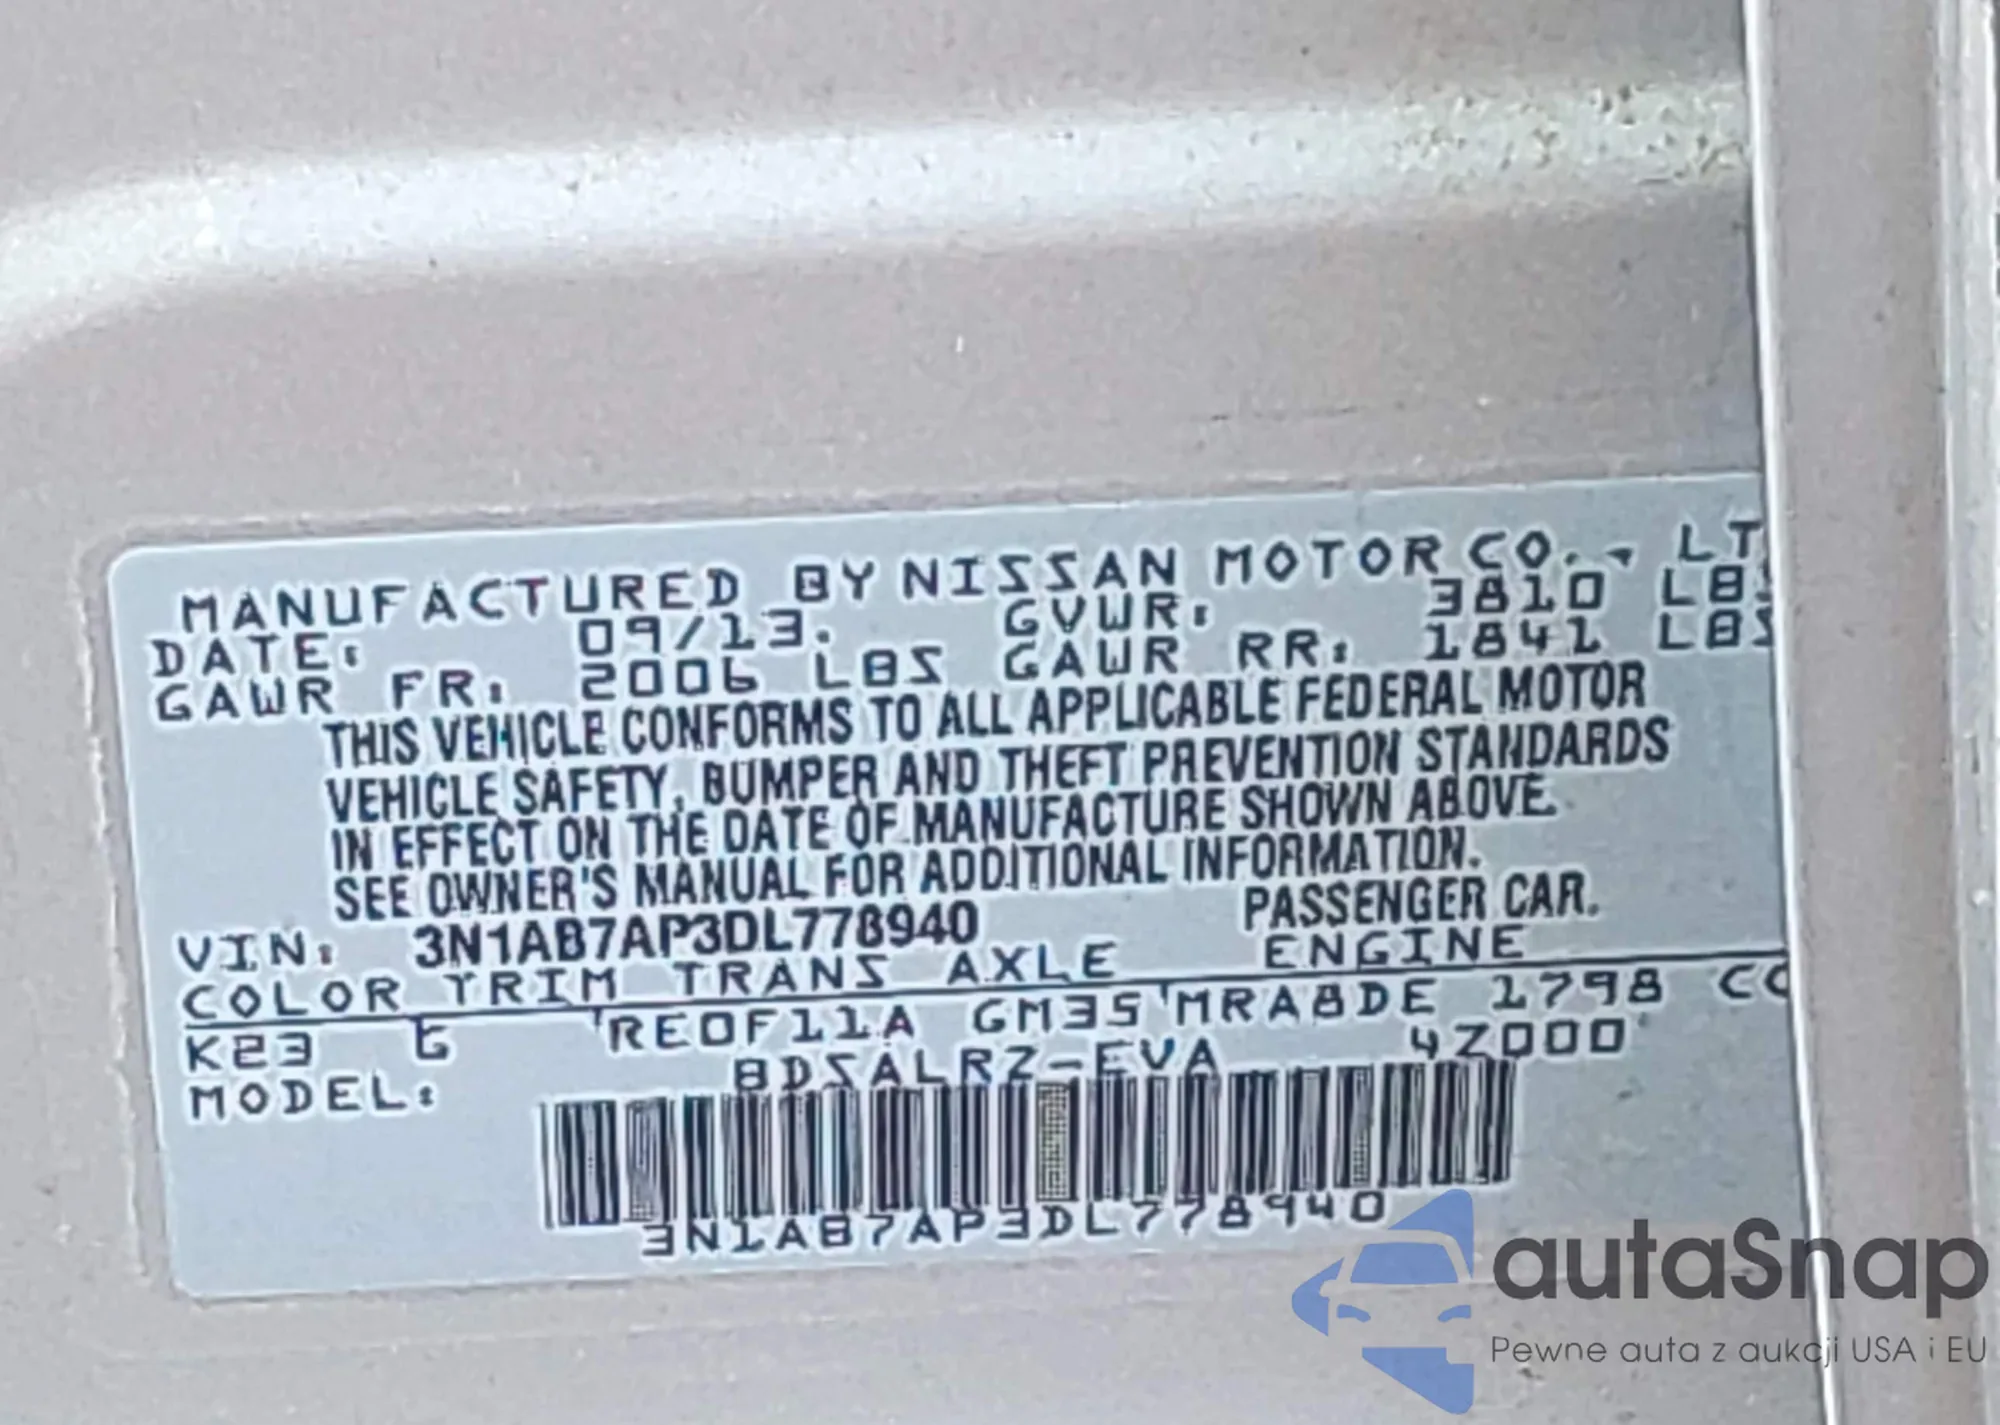 MANUFACTURED BY NISSAN MOTOR CO., LT
DATE: 09/13. GVWR: 3810 LBS
GAWR FR: 2006 LBS GAWR RR: 1841 LBS
THIS VEHICLE CONFORMS TO ALL APPLICABLE FEDERAL MOTOR
VEHICLE SAFETY, BUMPER AND THEFT PREVENTION STANDARDS
IN EFFECT ON THE DATE OF MANUFACTURE SHOWN ABOVE.
SEE OWNER'S MANUAL FOR ADDITIONAL INFORMATION.
VIN: 3N1AB7AP3DL778940 PASSENGER CAR.
COLOR TRIM TRANS AXLE ENGINE
K23 G RE0F11A GM35 MRA8DE 1798 CC
MODEL: BDSALRZ-EVA 4Z000
3N1AB7AP3DL778940
autaSnap
Pewne auta z aukcji USA i EU